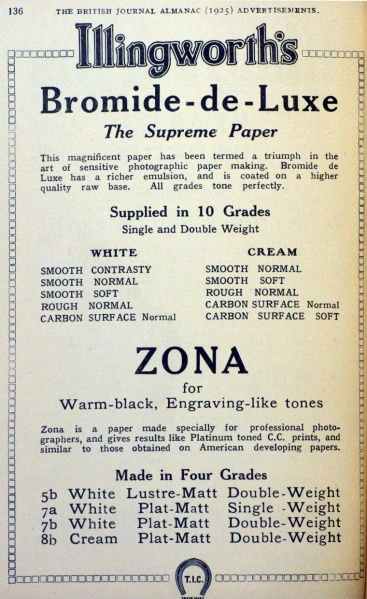 136 THE BRITISH JOURNAL ALMANAC (1925) ADVERTISEMENTS.
Illingworth's
Bromide-de-Luxe
The Supreme Paper
This magnificent paper has been termed a triumph in the
art of sensitive photographic paper making. Bromide de
Luxe has a richer emulsion, and is coated on a higher
quality raw base. All grades tone perfectly.
Supplied in 10 Grades
Single and Double Weight
WHITE
SMOOTH CONTRASTY
SMOOTH NORMAL
SMOOTH SOFT
ROUGH NORMAL
CARBON SURFACE Normal
CREAM
SMOOTH NORMAL
SMOOTH SOFT
ROUGH NORMAL
CARBON SURFACE Normal
CARBON SURFACE SOFT
ZONA
for
Warm-black, Engraving-like tones
Zona is a paper made specially for professional photo-
graphers, and gives results like Platinum toned C.C. prints, and
similar to those obtained on American developing papers.
Made in Four Grades
5b White Lustre-Matt Double-Weight
7a White Plat-Matt Single-Weight
7b White Plat-Matt Double-Weight
8b Cream Plat-Matt Double-Weight
T.I.C.
TRADE MARK